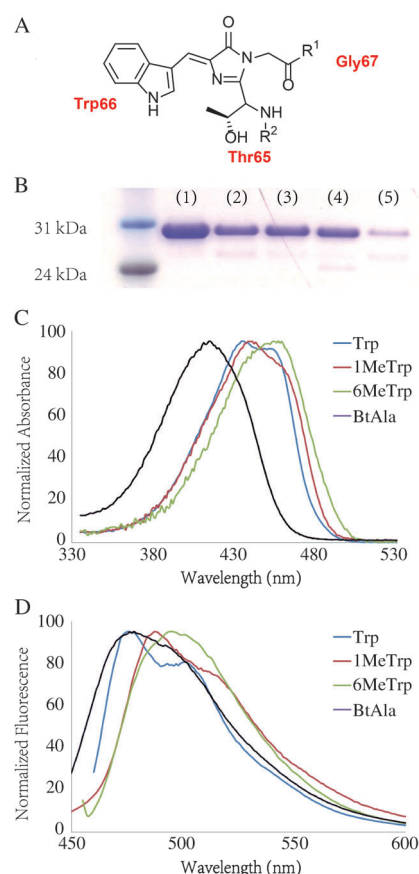 A
O
R¹
N
O
Gly67
N
Trp66
N
H
NH
OH
R²
Thr65
B
(1) (2) (3) (4) (5)
31 kDa
24 kDa
C
100
80
60
40
20
0
Normalized Absorbance
Trp
1MeTrp
6MeTrp
BtAla
330 380 430 480 530
Wavelength (nm)
D
100
80
60
40
20
0
Normalized Fluorescence
Trp
1MeTrp
6MeTrp
BtAla
450 500 550 600
Wavelength (nm)